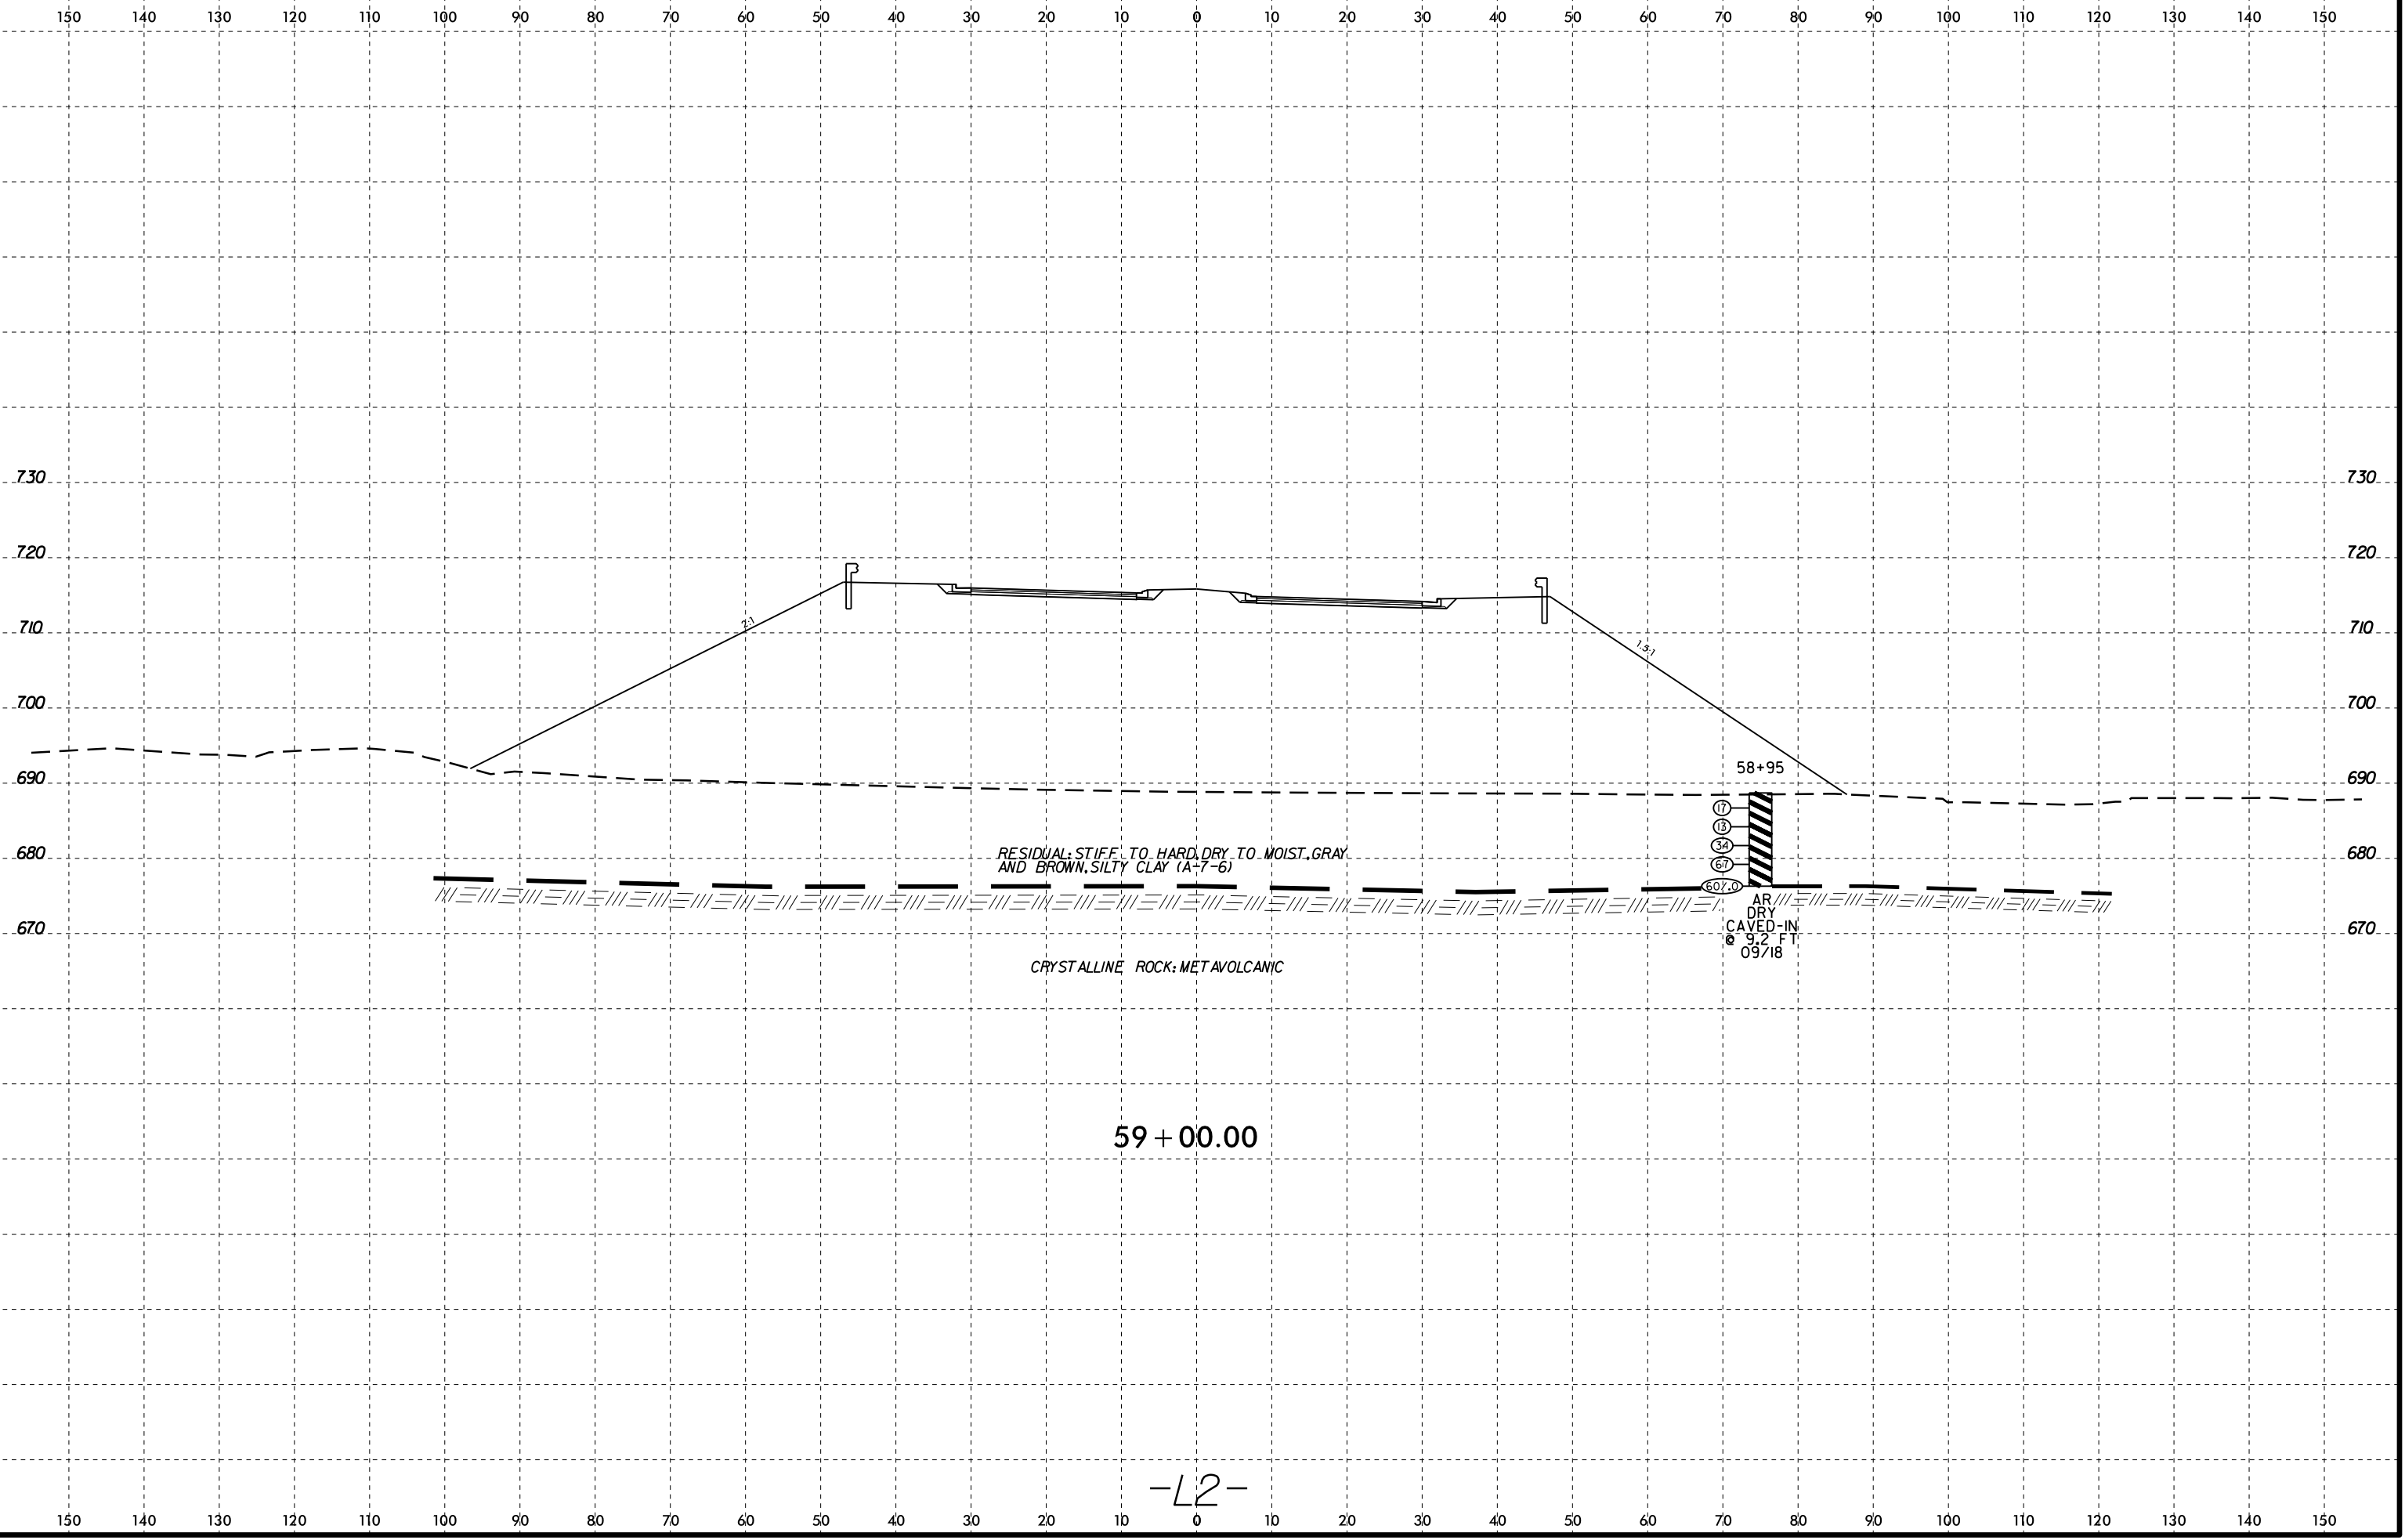 150 140 130 120 110 100 90 80 70 60 50 40 30 20 10 0 10 20 30 40 50 60 70 80 90 100 110 120 130 140 150
730 730
720 720
710 710
2:1
1.5:1
700 700
690 690
58+95
17
13
34
680 680
RESIDUAL: STIFF TO HARD, DRY TO MOIST, GRAY
AND BROWN, SILTY CLAY (A-7-6)
67
60/.0
AR
DRY
CAVED-IN
670 670
@ 9.2 FT
09/18
CRYSTALLINE ROCK: METAVOLCANIC
59+00.00
-L2-
150 140 130 120 110 100 90 80 70 60 50 40 30 20 10 0 10 20 30 40 50 60 70 80 90 100 110 120 130 140 150